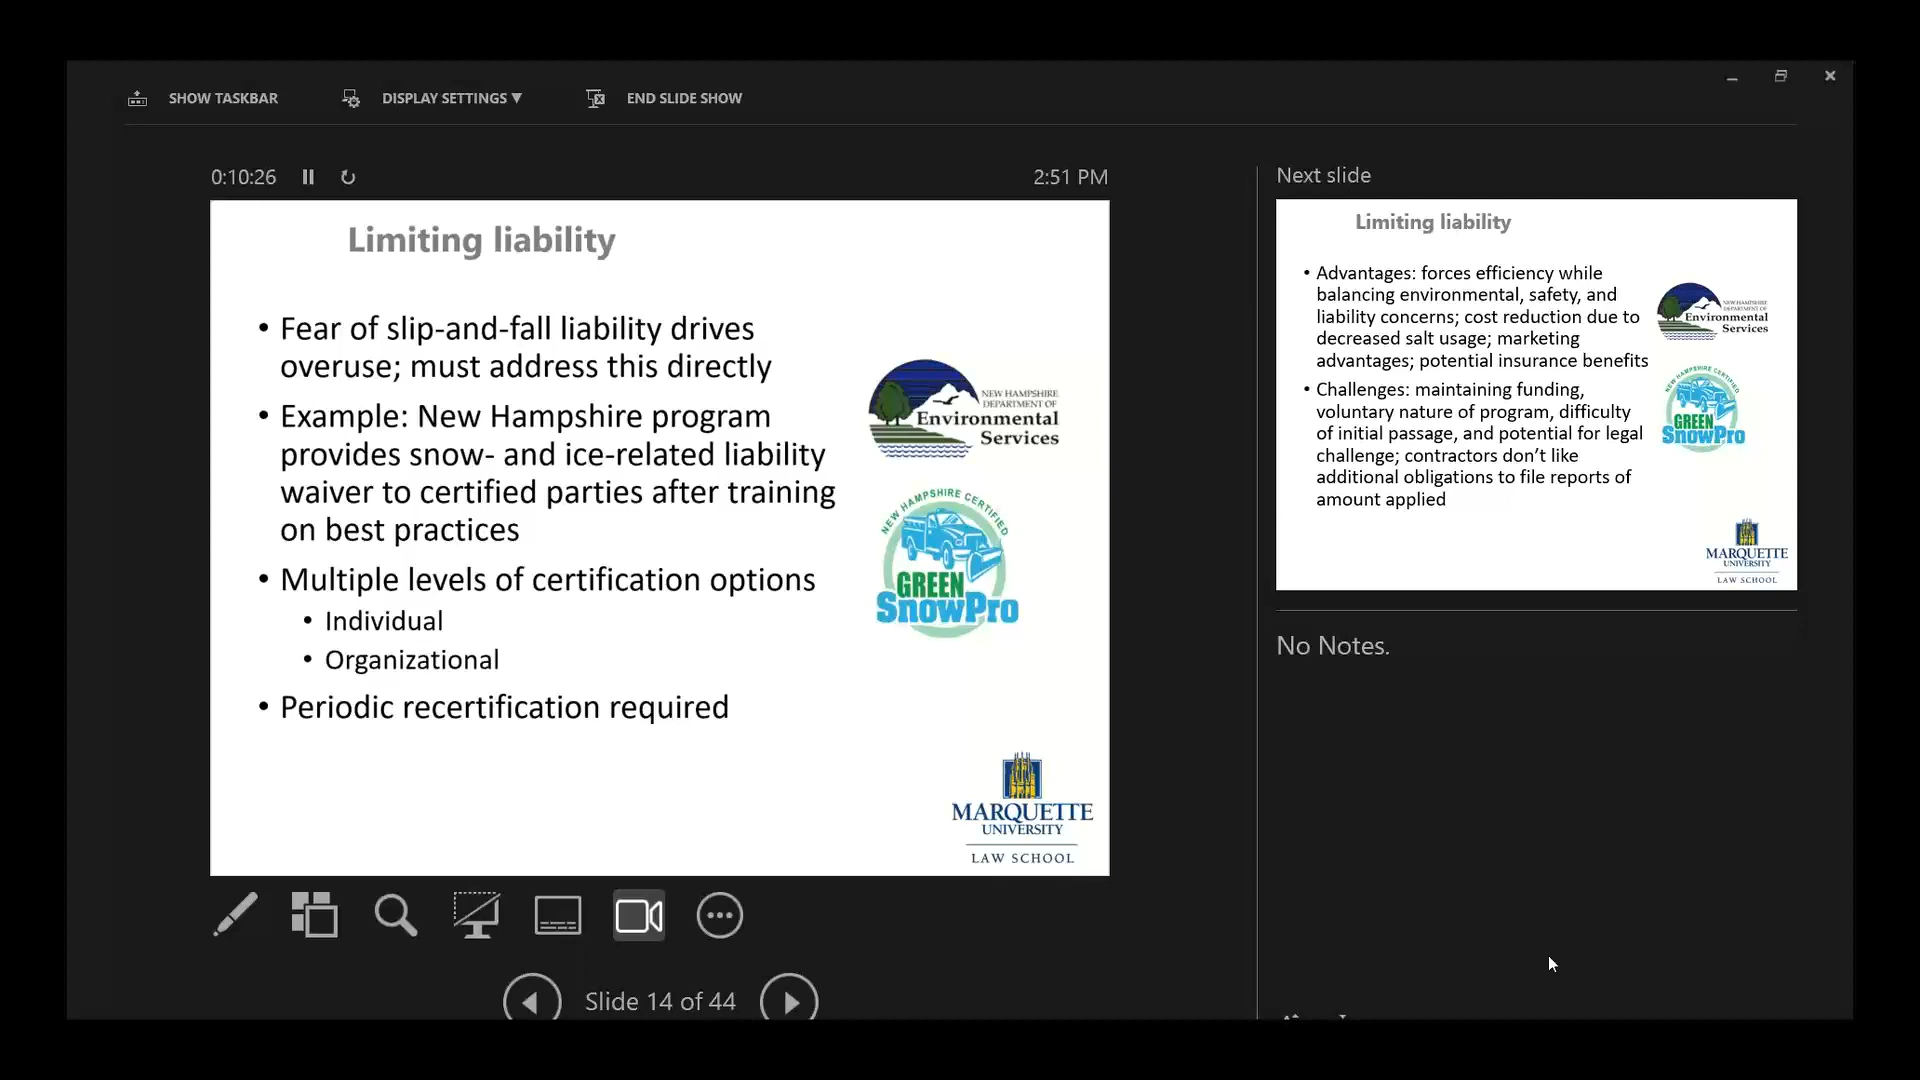 SHOW TASKBAR
DISPLAY SETTINGS ▼
END SLIDE SHOW
0:10:26
2:51 PM
Limiting liability
• Fear of slip-and-fall liability drives
overuse; must address this directly
• Example: New Hampshire program
provides snow- and ice-related liability
waiver to certified parties after training
on best practices
• Multiple levels of certification options
• Individual
• Organizational
• Periodic recertification required
NEW HAMPSHIRE
DEPARTMENT OF
Environmental
Services
NEW HAMPSHIRE CERTIFIED
GREEN
SnowPro
MARQUETTE
UNIVERSITY
LAW SCHOOL
Slide 14 of 44
Next slide
Limiting liability
• Advantages: forces efficiency while
balancing environmental, safety, and
liability concerns; cost reduction due to
decreased salt usage; marketing
advantages; potential insurance benefits
• Challenges: maintaining funding,
voluntary nature of program, difficulty
of initial passage, and potential for legal
challenge; contractors don’t like
additional obligations to file reports of
amount applied
NEW HAMPSHIRE
DEPARTMENT OF
Environmental
Services
NEW HAMPSHIRE CERTIFIED
GREEN
SnowPro
MARQUETTE
UNIVERSITY
LAW SCHOOL
No Notes.